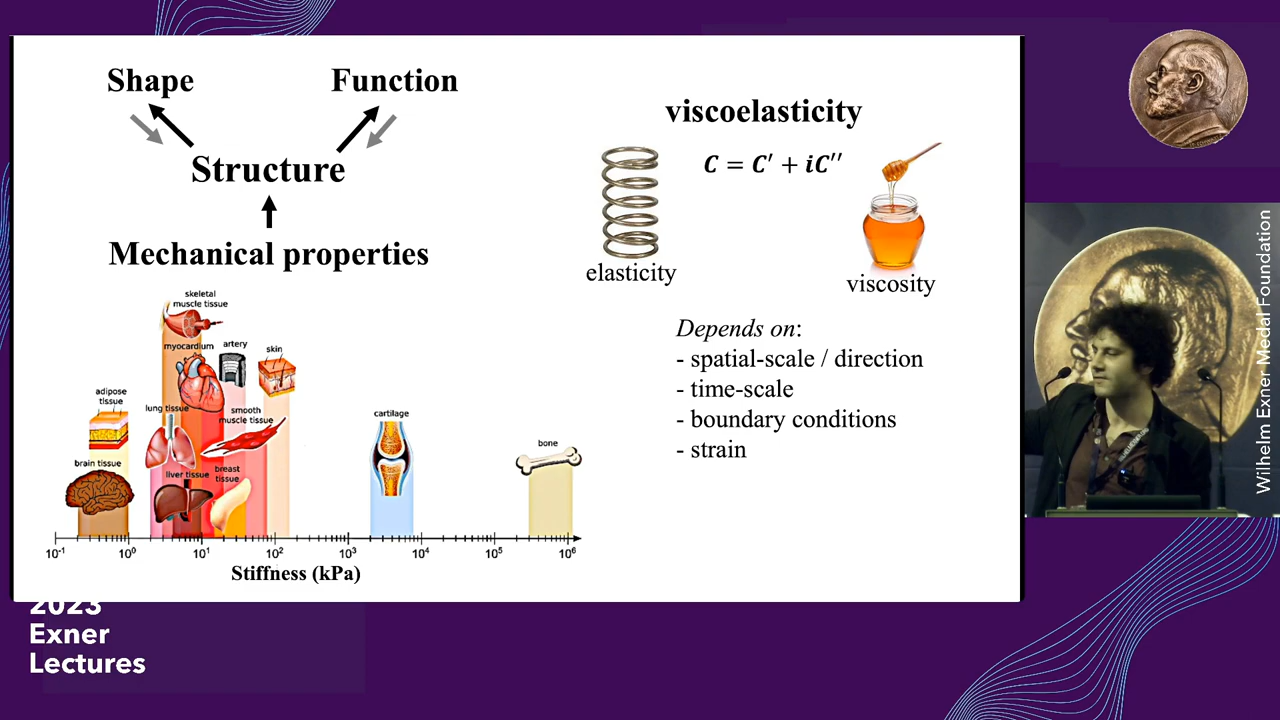 Shape
Function
Structure
Mechanical properties
skeletal
muscle tissue
myocardium
artery
skin
adipose
tissue
lung tissue
smooth
muscle tissue
brain tissue
liver tissue
breast
tissue
cartilage
bone
10⁻¹ 10⁰ 10¹ 10² 10³ 10⁴ 10⁵ 10⁶
Stiffness (kPa)
viscoelasticity
C = C′ + iC′′
elasticity
viscosity
Depends on:
- spatial-scale / direction
- time-scale
- boundary conditions
- strain
Wilhelm Exner Medal Foundation
2023
Exner
Lectures